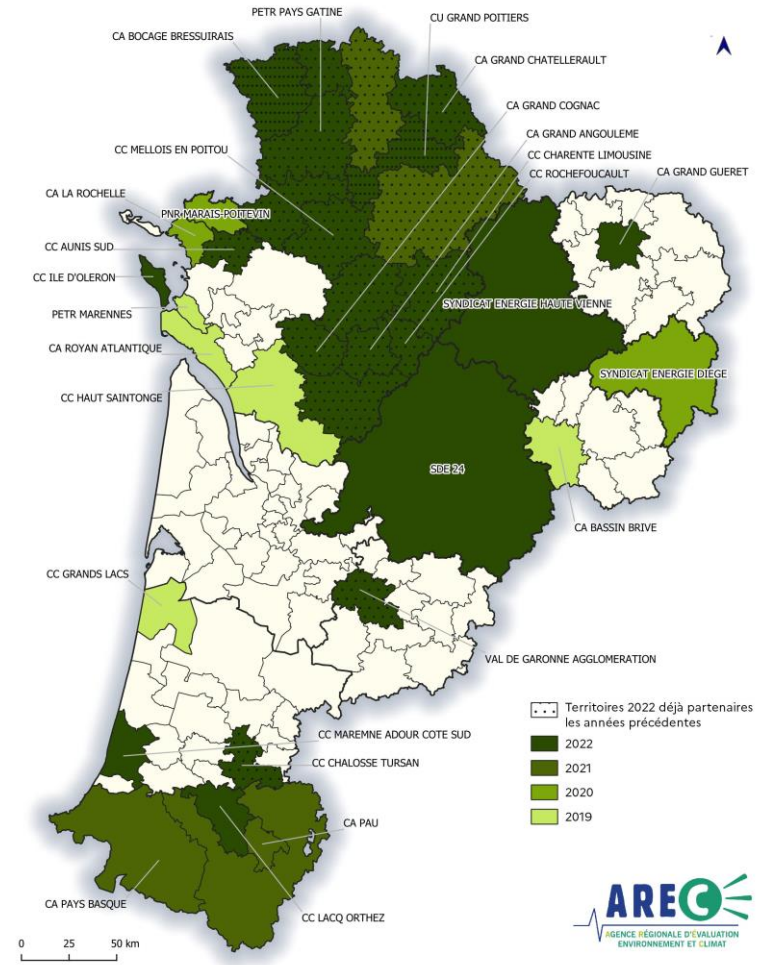 PETR PAYS GATINE
CU GRAND POITIERS
CA BOCAGE BRESSUIRAIS
CA GRAND CHATELLERAULT
CA GRAND COGNAC
CA GRAND ANGOULEME
CC MELLOIS EN POITOU
CC CHARENTE LIMOUSINE
CC ROCHEFOUCAULT
CA GRAND GUERET
CA LA ROCHELLE
PNR MARAIS-POITEVIN
CC AUNIS SUD
CC ILE D'OLERON
SYNDICAT ENERGIE HAUTE VIENNE
PETR MARENNES
CA ROYAN ATLANTIQUE
SYNDICAT ENERGIE DIEGE
CC HAUT SAINTONGE
SDE 24
CA BASSIN BRIVE
CC GRANDS LACS
VAL DE GARONNE AGGLOMERATION
Territoires 2022 déjà partenaires
les années précédentes
2022
2021
2020
2019
CC MAREMNE ADOUR COTE SUD
CC CHALOSSE TURSAN
CA PAU
CA PAYS BASQUE
CC LACQ ORTHEZ
0 25 50 km
AREC
AGENCE RÉGIONALE D'ÉVALUATION
ENVIRONNEMENT ET CLIMAT